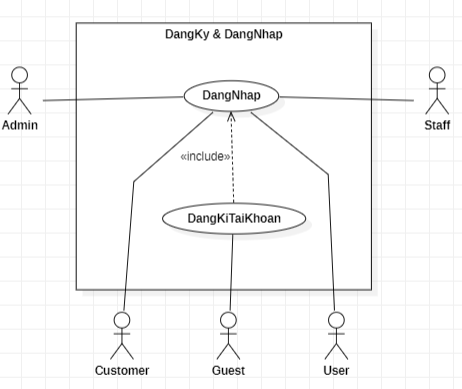 DangKy & DangNhap
DangNhap
Admin
Staff
«include»
DangKiTaiKhoan
Customer
Guest
User